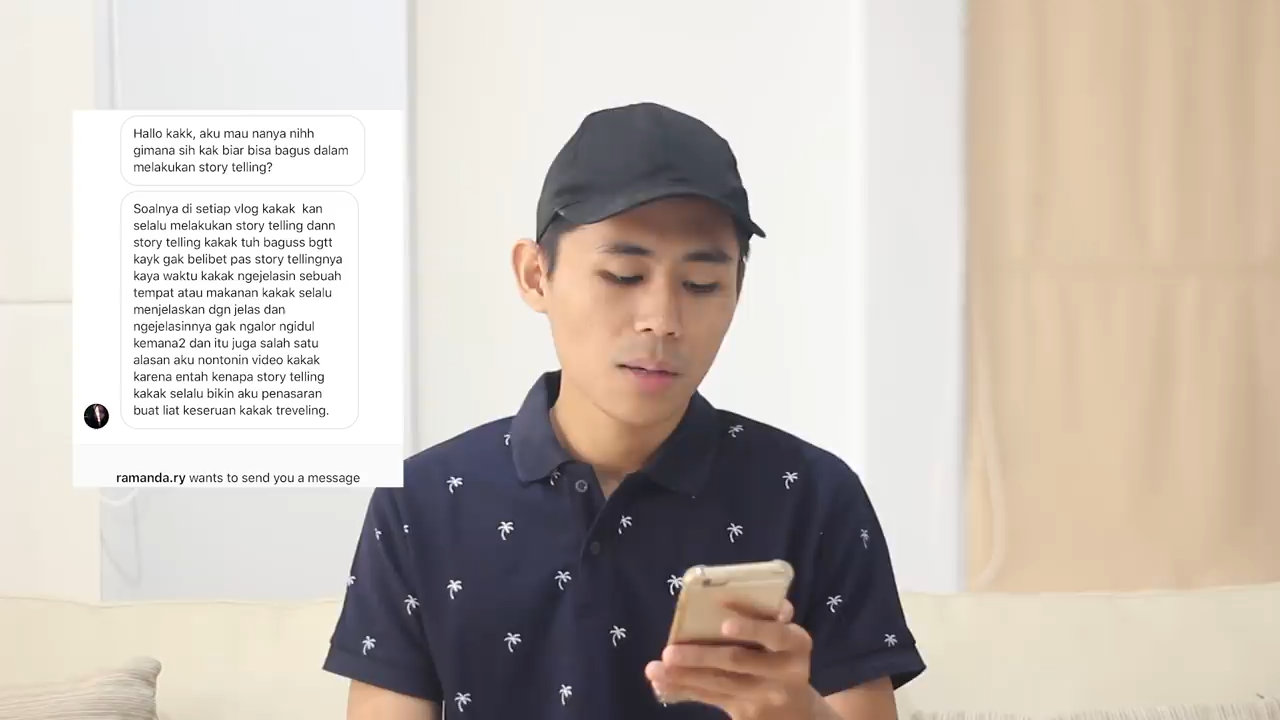 Hallo kakk, aku mau nanya nihh
gimana sih kak biar bisa bagus dalam
melakukan story telling?
Soalnya di setiap vlog kakak kan
selalu melakukan story telling dann
story telling kakak tuh baguss bgtt
kayk gak belibet pas story tellingnya
kaya waktu kakak ngejelasin sebuah
tempat atau makanan kakak selalu
menjelaskan dgn jelas dan
ngejelasinnya gak ngalor ngidul
kemana2 dan itu juga salah satu
alasan aku nontonin video kakak
karena entah kenapa story telling
kakak selalu bikin aku penasaran
buat liat keseruan kakak treveling.
ramanda.ry wants to send you a message